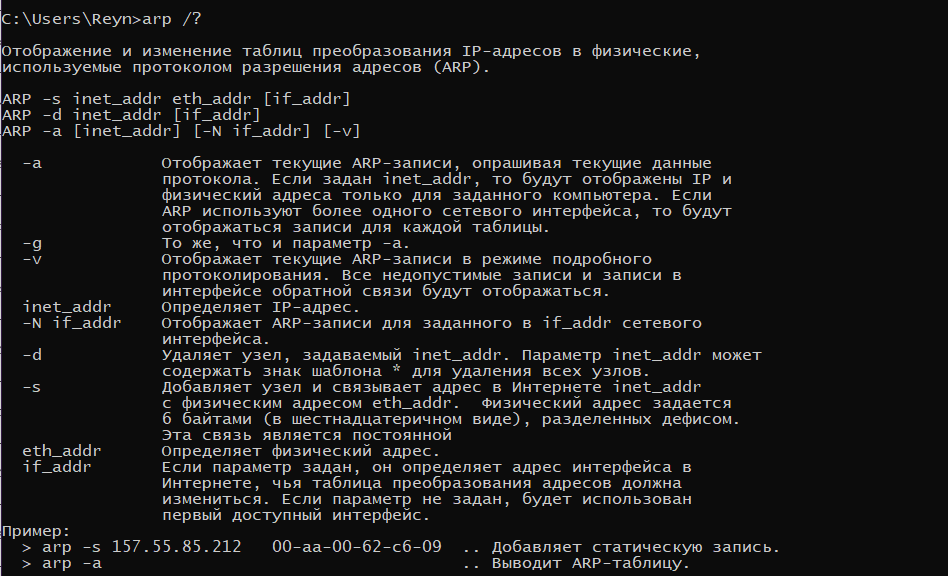 C:\Users\Reyn>arp /?
Отображение и изменение таблиц преобразования IP-адресов в физические,
используемые протоколом разрешения адресов (ARP).
ARP -s inet_addr eth_addr [if_addr]
ARP -d inet_addr [if_addr]
ARP -a [inet_addr] [-N if_addr] [-v]
-a Отображает текущие ARP-записи, опрашивая текущие данные
протокола. Если задан inet_addr, то будут отображены IP и
физический адреса только для заданного компьютера. Если
ARP используют более одного сетевого интерфейса, то будут
отображаться записи для каждой таблицы.
-g То же, что и параметр -a.
-v Отображает текущие ARP-записи в режиме подробного
протоколирования. Все недопустимые записи и записи в
интерфейсе обратной связи будут отображаться.
inet_addr Определяет IP-адрес.
-N if_addr Отображает ARP-записи для заданного в if_addr сетевого
интерфейса.
-d Удаляет узел, задаваемый inet_addr. Параметр inet_addr может
содержать знак шаблона * для удаления всех узлов.
-s Добавляет узел и связывает адрес в Интернете inet_addr
с физическим адресом eth_addr. Физический адрес задается
6 байтами (в шестнадцатеричном виде), разделенных дефисом.
Эта связь является постоянной
eth_addr Определяет физический адрес.
if_addr Если параметр задан, он определяет адрес интерфейса в
Интернете, чья таблица преобразования адресов должна
измениться. Если параметр не задан, будет использован
первый доступный интерфейс.
Пример:
> arp -s 157.55.85.212 00-aa-00-62-c6-09 .. Добавляет статическую запись.
> arp -a .. Выводит ARP-таблицу.